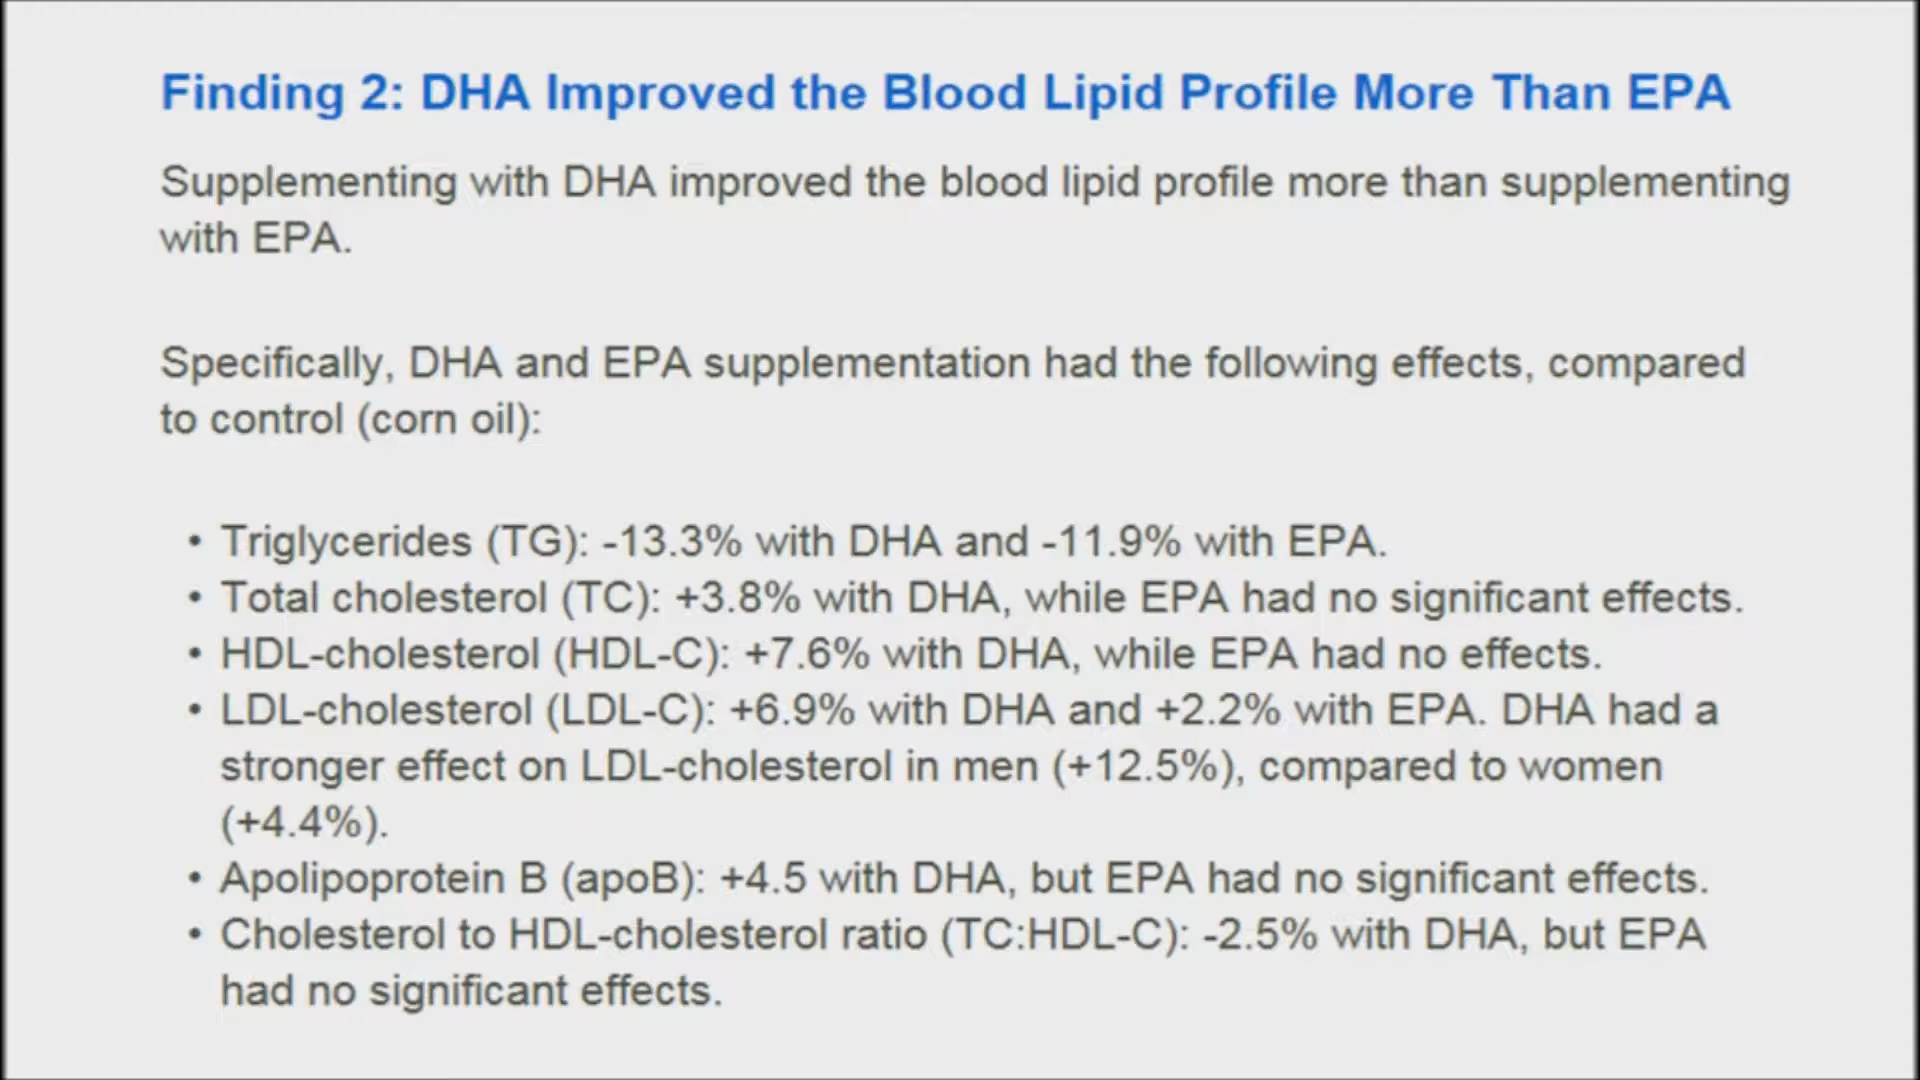 Finding 2: DHA Improved the Blood Lipid Profile More Than EPA
Supplementing with DHA improved the blood lipid profile more than supplementing
with EPA.
Specifically, DHA and EPA supplementation had the following effects, compared
to control (corn oil):
• Triglycerides (TG): -13.3% with DHA and -11.9% with EPA.
• Total cholesterol (TC): +3.8% with DHA, while EPA had no significant effects.
• HDL-cholesterol (HDL-C): +7.6% with DHA, while EPA had no effects.
• LDL-cholesterol (LDL-C): +6.9% with DHA and +2.2% with EPA. DHA had a
stronger effect on LDL-cholesterol in men (+12.5%), compared to women
(+4.4%).
• Apolipoprotein B (apoB): +4.5 with DHA, but EPA had no significant effects.
• Cholesterol to HDL-cholesterol ratio (TC:HDL-C): -2.5% with DHA, but EPA
had no significant effects.